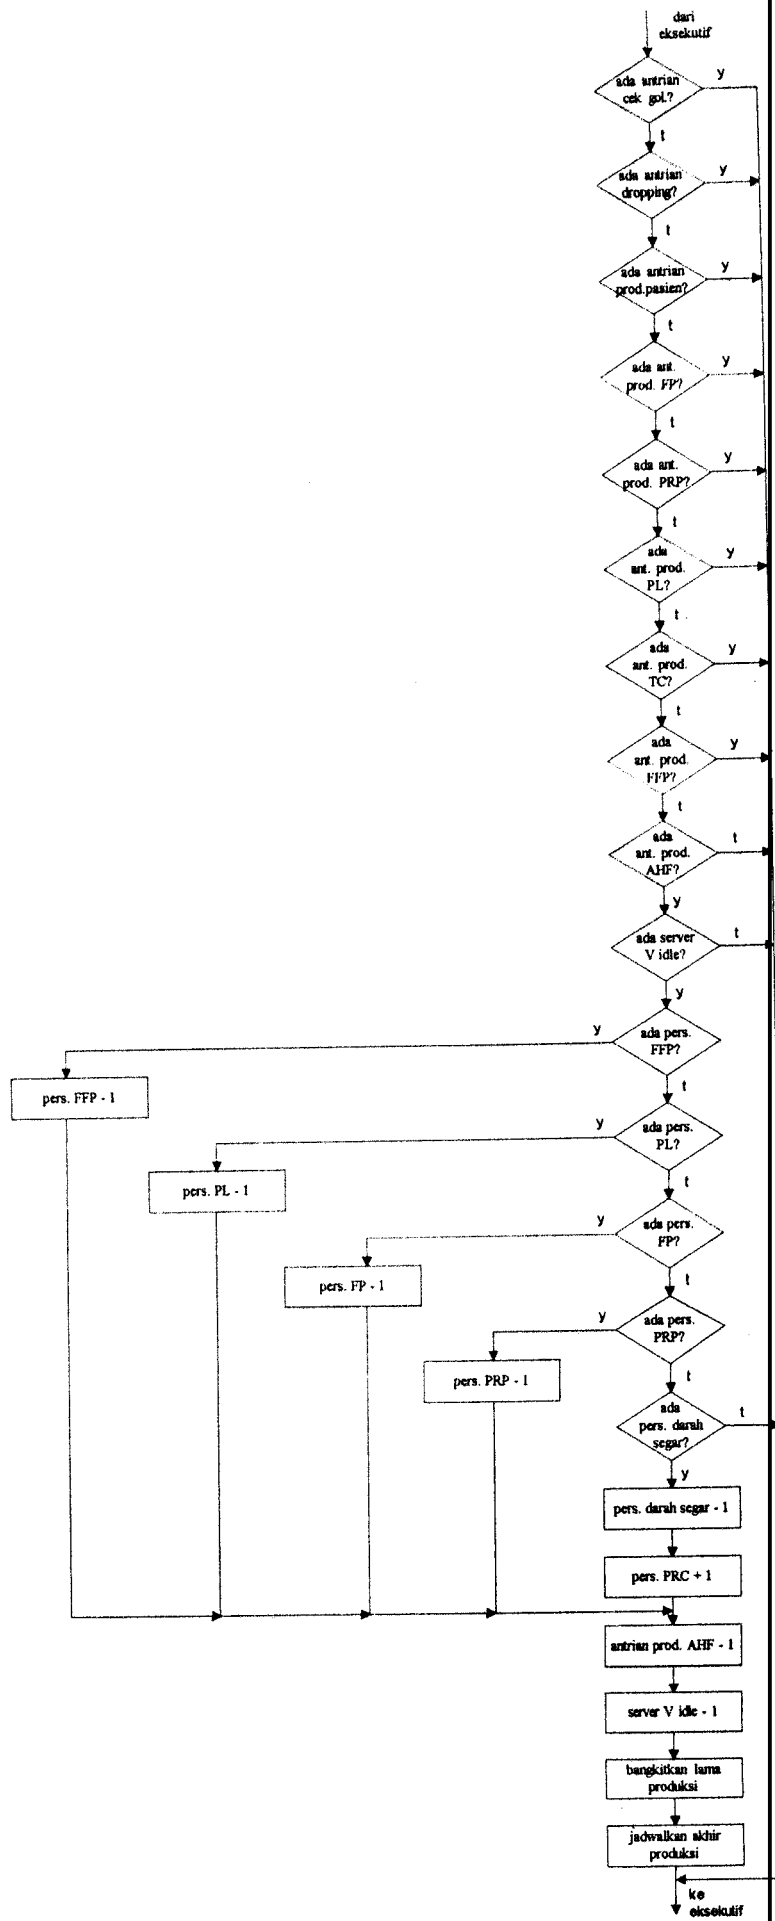 dari
eksekutif
ada antrian
cek gol.?
y
t
ada antrian
dropping?
y
t
ada antrian
prod.pasien?
y
t
ada ant.
prod. FP?
y
t
ada ant.
prod. PRP?
y
t
ada
ant. prod.
PL?
y
t
ada
ant. prod.
TC?
y
t
ada
ant. prod.
FFP?
y
t
ada
ant. prod.
AHF?
t
y
ada server
V idle?
t
y
ada pers.
FFP?
y
t
pers. FFP - 1
ada pers.
PL?
y
t
pers. PL - 1
ada pers.
FP?
y
t
pers. FP - 1
ada pers.
PRP?
y
t
pers. PRP - 1
ada
pers. darah
segar?
t
y
pers. darah segar - 1
pers. PRC + 1
antrian prod. AHF - 1
server V idle - 1
bangkitkan lama
produksi
jadwalkan akhir
produksi
ke
eksekutif